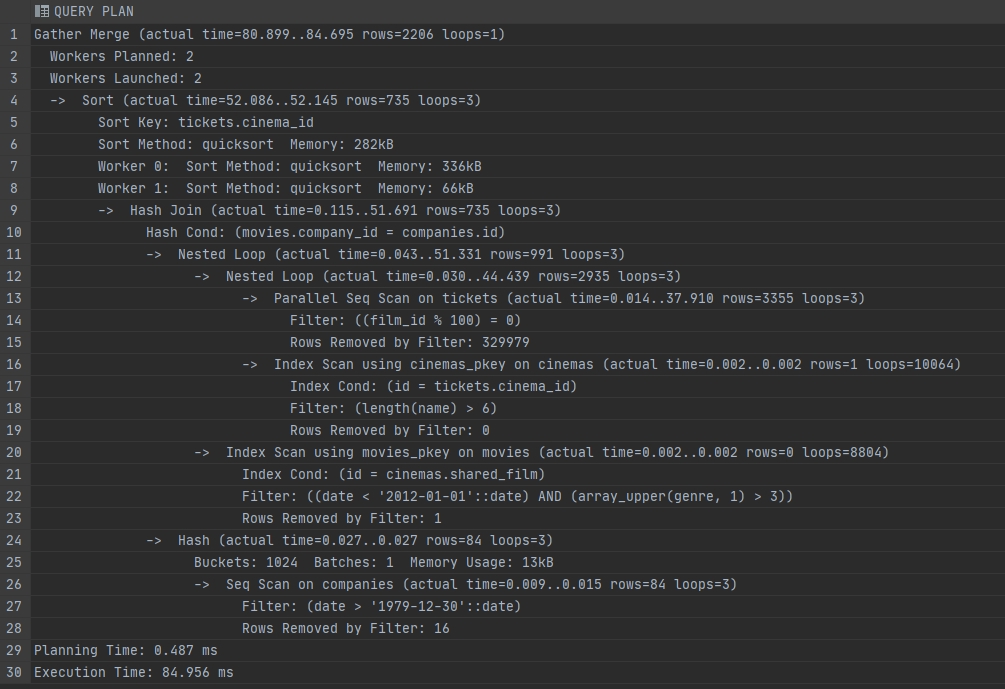 QUERY PLAN
1 Gather Merge (actual time=80.899..84.695 rows=2206 loops=1)
2 Workers Planned: 2
3 Workers Launched: 2
4 -> Sort (actual time=52.086..52.145 rows=735 loops=3)
5 Sort Key: tickets.cinema_id
6 Sort Method: quicksort Memory: 282kB
7 Worker 0: Sort Method: quicksort Memory: 336kB
8 Worker 1: Sort Method: quicksort Memory: 66kB
9 -> Hash Join (actual time=0.115..51.691 rows=735 loops=3)
10 Hash Cond: (movies.company_id = companies.id)
11 -> Nested Loop (actual time=0.043..51.331 rows=991 loops=3)
12 -> Nested Loop (actual time=0.030..44.439 rows=2935 loops=3)
13 -> Parallel Seq Scan on tickets (actual time=0.014..37.910 rows=3355 loops=3)
14 Filter: ((film_id % 100) = 0)
15 Rows Removed by Filter: 329979
16 -> Index Scan using cinemas_pkey on cinemas (actual time=0.002..0.002 rows=1 loops=10064)
17 Index Cond: (id = tickets.cinema_id)
18 Filter: (length(name) > 6)
19 Rows Removed by Filter: 0
20 -> Index Scan using movies_pkey on movies (actual time=0.002..0.002 rows=0 loops=8804)
21 Index Cond: (id = cinemas.shared_film)
22 Filter: ((date < '2012-01-01'::date) AND (array_upper(genre, 1) > 3))
23 Rows Removed by Filter: 1
24 -> Hash (actual time=0.027..0.027 rows=84 loops=3)
25 Buckets: 1024 Batches: 1 Memory Usage: 13kB
26 -> Seq Scan on companies (actual time=0.009..0.015 rows=84 loops=3)
27 Filter: (date > '1979-12-30'::date)
28 Rows Removed by Filter: 16
29 Planning Time: 0.487 ms
30 Execution Time: 84.956 ms